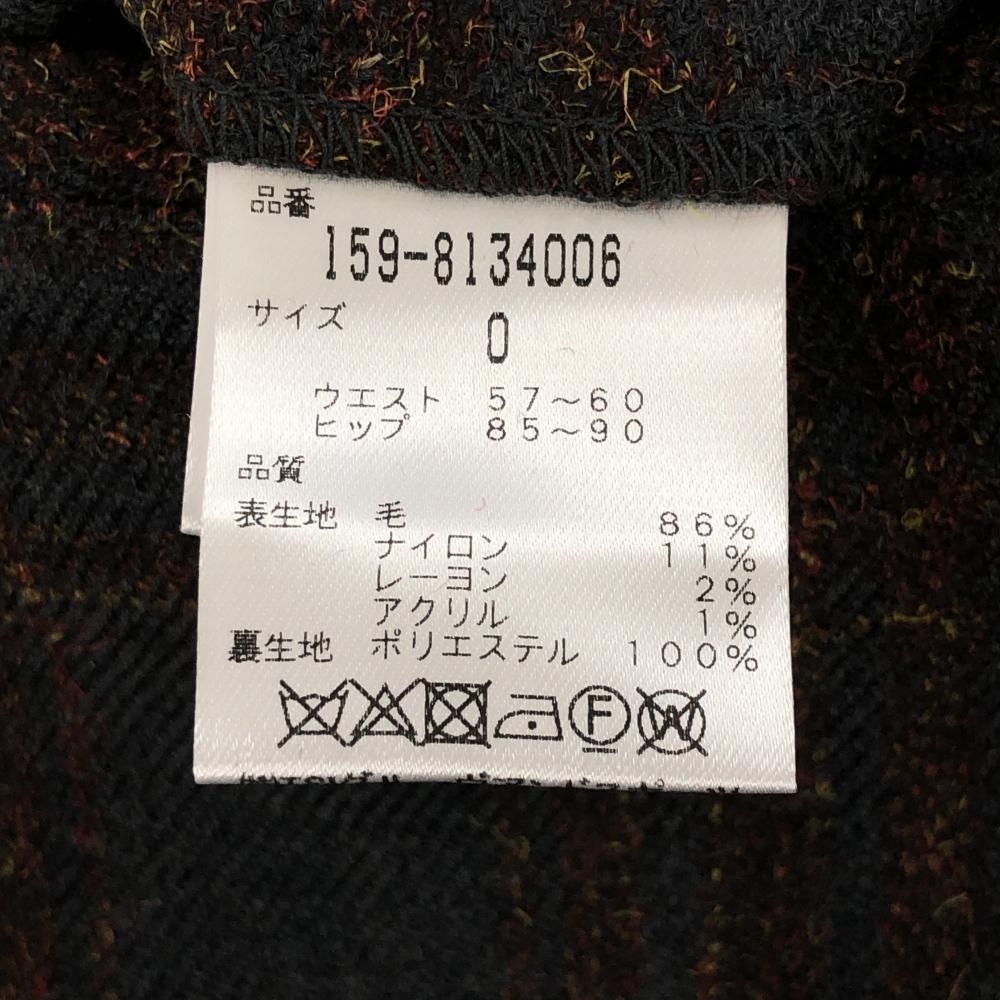 品番
159-8134006
サイズ 0
ウエスト 57～60
ヒップ 85～90
品質
表生地 毛 86%
ナイロン 11%
レーヨン 2%
アクリル 1%
裏生地 ポリエステル 100%
F W